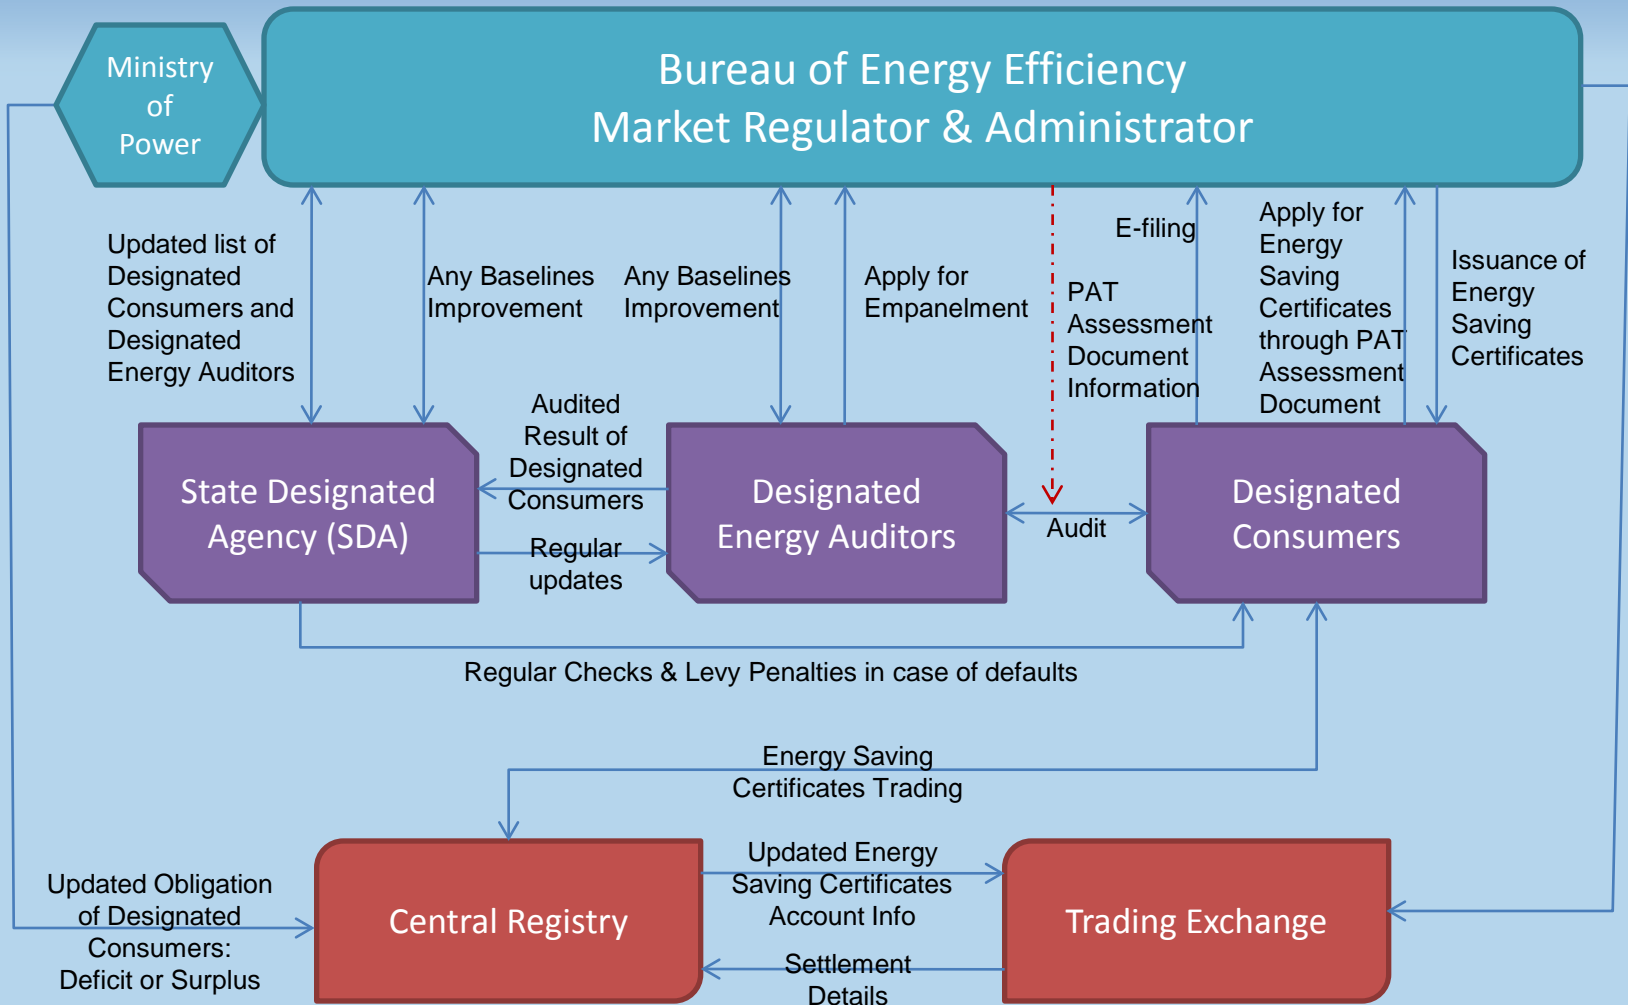 Ministry
of
Power
Bureau of Energy Efficiency
Market Regulator & Administrator
Updated list of
Designated
Consumers and
Designated
Energy Auditors
Any Baselines
Improvement
Any Baselines
Improvement
Apply for
Empanelment
PAT
Assessment
Document
Information
E-filing
Apply for
Energy
Saving
Certificates
through PAT
Assessment
Document
Issuance of
Energy
Saving
Certificates
State Designated
Agency (SDA)
Audited
Result of
Designated
Consumers
Regular
updates
Designated
Energy Auditors
Audit
Designated
Consumers
Regular Checks & Levy Penalties in case of defaults
Energy Saving
Certificates Trading
Updated Obligation
of Designated
Consumers:
Deficit or Surplus
Central Registry
Updated Energy
Saving Certificates
Account Info
Settlement
Details
Trading Exchange